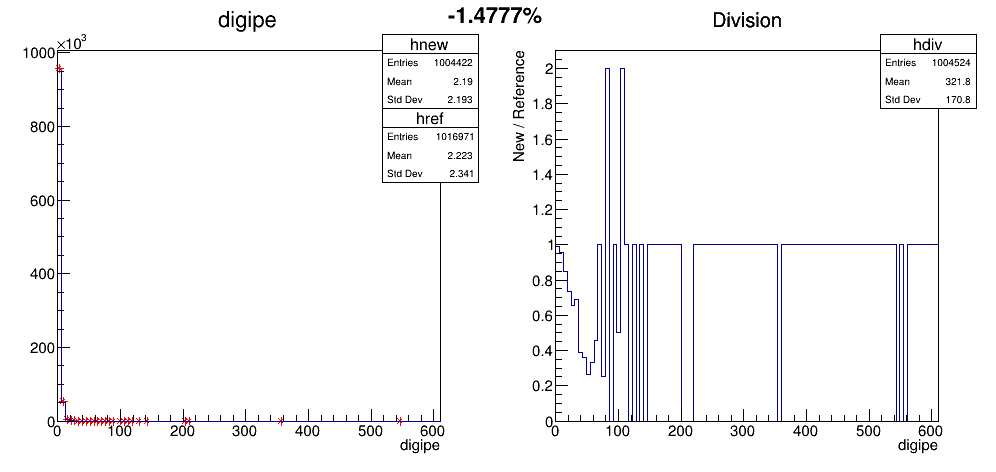 -1.4777%
digipe
×10³
1000
800
600
400
200
0
0 100 200 300 400 500 600
digipe
hnew
Entries 1004422
Mean 2.19
Std Dev 2.193
href
Entries 1016971
Mean 2.223
Std Dev 2.341
Division
New / Reference
2
1.8
1.6
1.4
1.2
1
0.8
0.6
0.4
0.2
0
0 100 200 300 400 500 600
digipe
hdiv
Entries 1004524
Mean 321.8
Std Dev 170.8